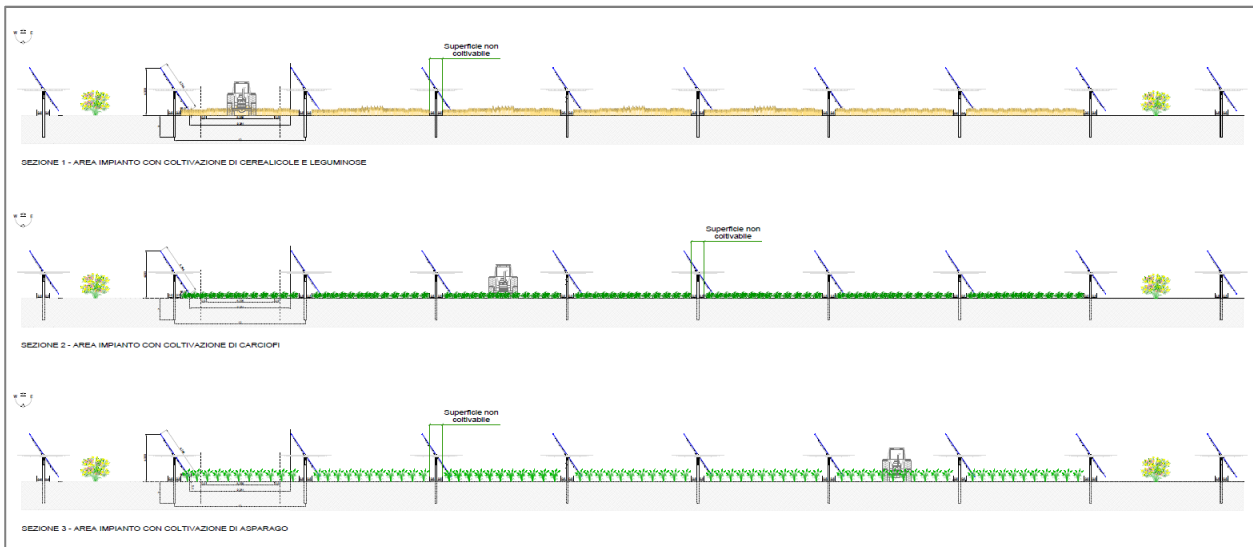 Superficie non
coltivabile
SEZIONE 1 - AREA IMPIANTO CON COLTIVAZIONE DI CEREALICOLE E LEGUMINOSE
Superficie non
coltivabile
SEZIONE 2 - AREA IMPIANTO CON COLTIVAZIONE DI CARCIOFI
Superficie non
coltivabile
SEZIONE 3 - AREA IMPIANTO CON COLTIVAZIONE DI ASPARAGO